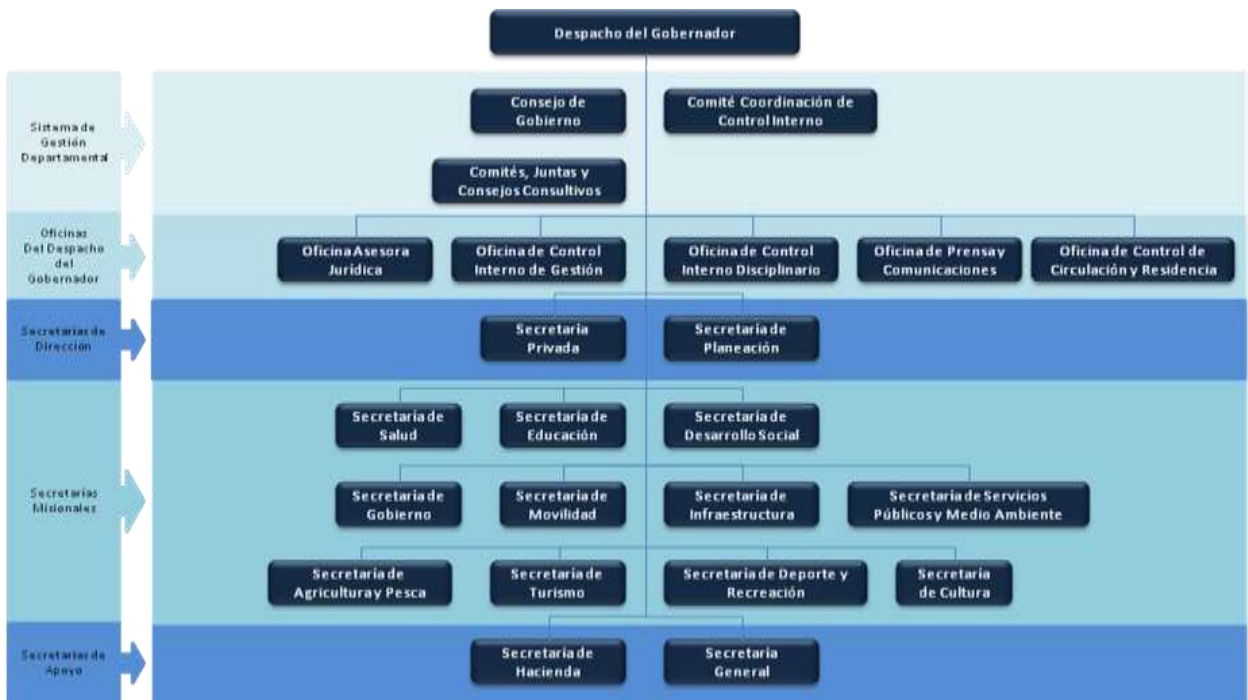 Despacho del Gobernador
Sistema de
Gestión
Departamental
Consejo de
Gobierno
Comité Coordinación de
Control Interno
Comités, Juntas y
Consejos Consultivos
Oficinas
Del Despacho
del
Gobernador
Oficina Asesora
Jurídica
Oficina de Control
Interno de Gestión
Oficina de Control
Interno Disciplinario
Oficina de Prensa y
Comunicaciones
Oficina de Control de
Circulación y Residencia
Secretarías de
Dirección
Secretaria
Privada
Secretaria de
Planeación
Secretarías
Misionales
Secretaria de
Salud
Secretaria de
Educación
Secretaria de
Desarrollo Social
Secretaria de
Gobierno
Secretaria de
Movilidad
Secretaria de
Infraestructura
Secretaria de Servicios
Públicos y Medio Ambiente
Secretaria de
Agricultura y Pesca
Secretaria de
Turismo
Secretaria de Deporte y
Recreación
Secretaria
de Cultura
Secretarías de
Apoyo
Secretaria de
Hacienda
Secretaria
General